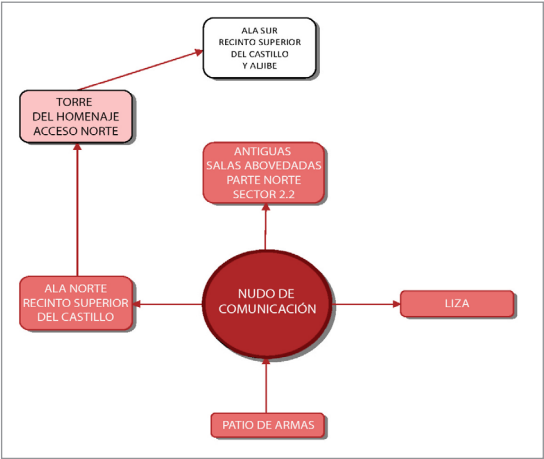 ALA SUR
RECINTO SUPERIOR
DEL CASTILLO
Y ALJIBE
TORRE
DEL HOMENAJE
ACCESO NORTE
ANTIGUAS
SALAS ABOVEDADAS
PARTE NORTE
SECTOR 2.2
ALA NORTE
RECINTO SUPERIOR
DEL CASTILLO
NUDO DE
COMUNICACIÓN
LIZA
PATIO DE ARMAS